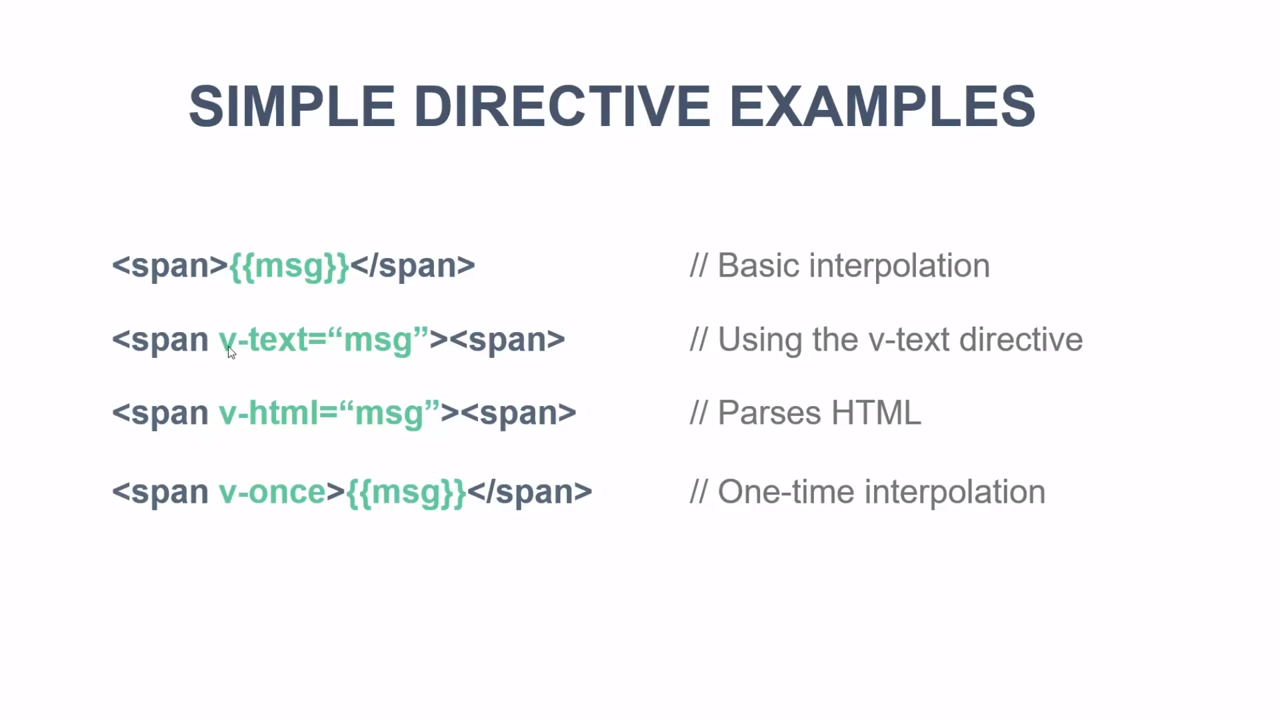 SIMPLE DIRECTIVE EXAMPLES
<span>{{msg}}</span> // Basic interpolation
<span v-text=“msg”><span> // Using the v-text directive
<span v-html=“msg”><span> // Parses HTML
<span v-once>{{msg}}</span> // One-time interpolation